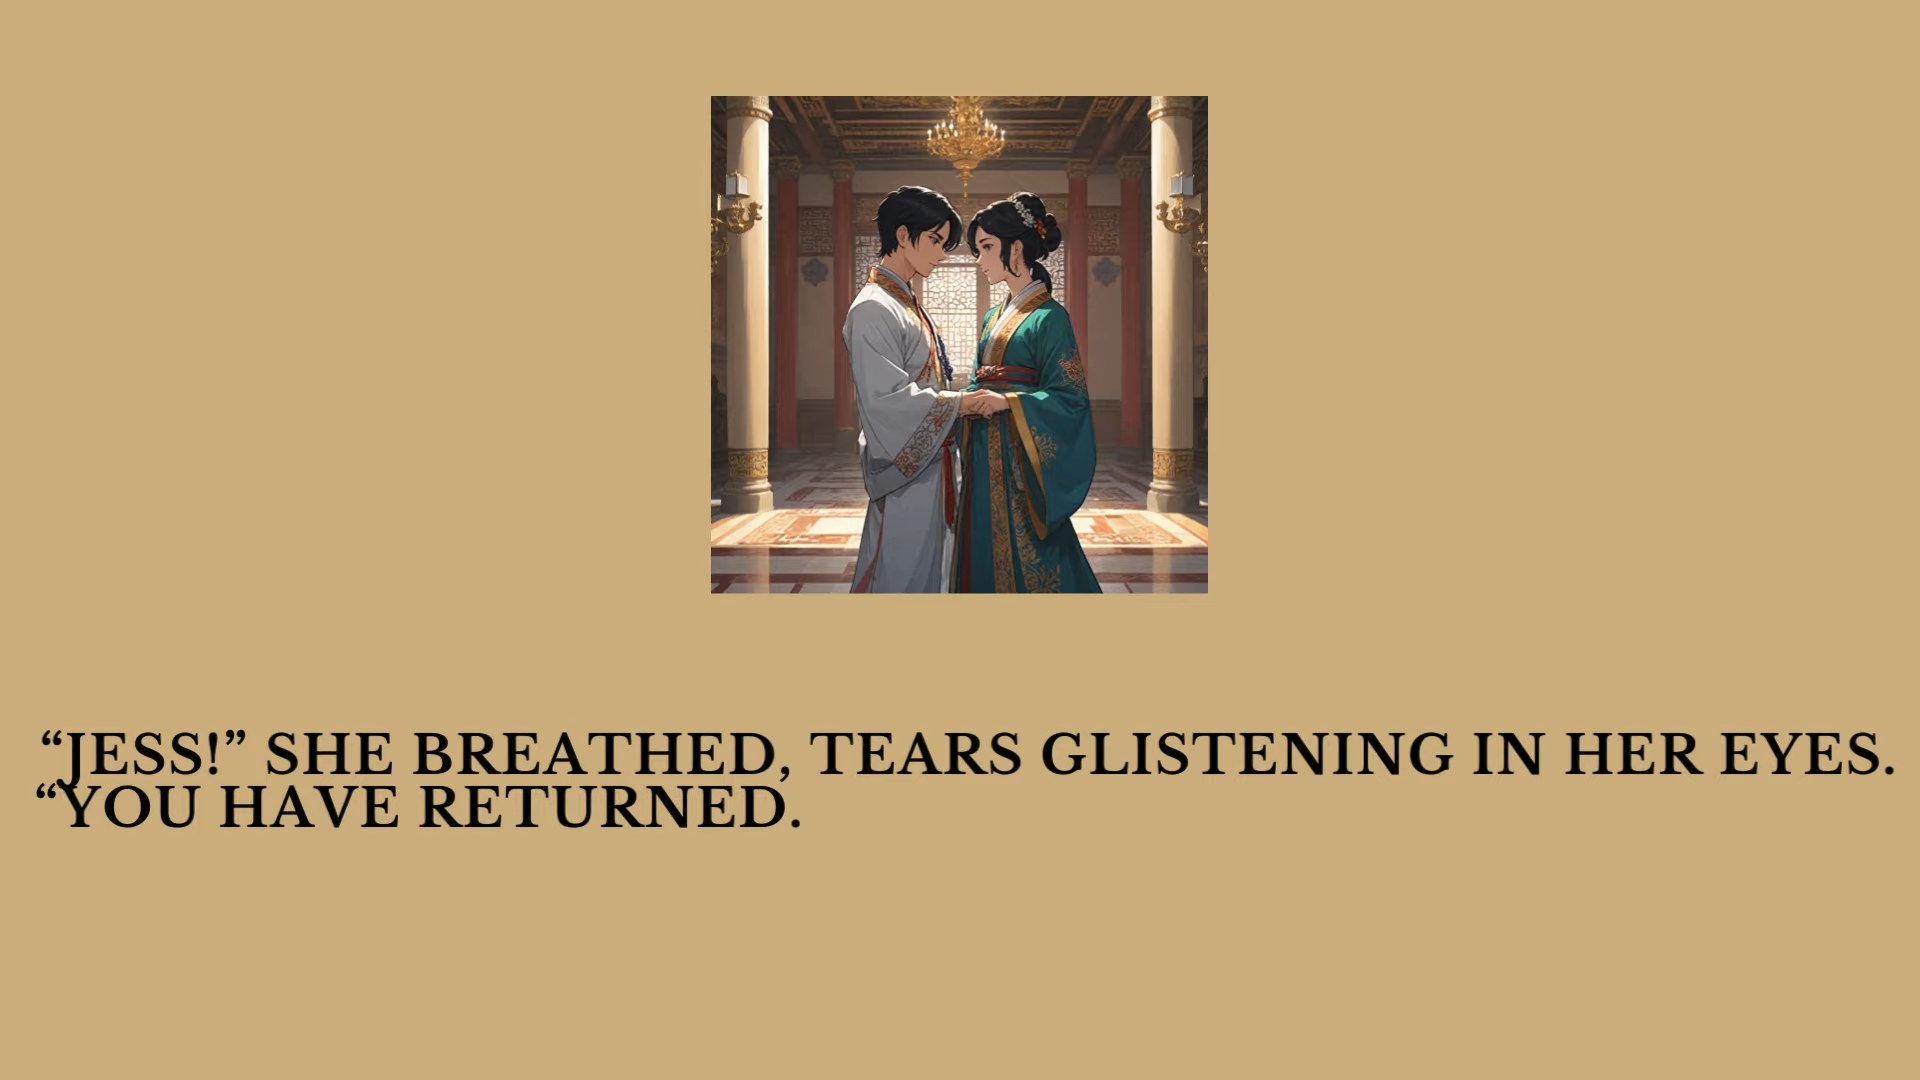 “JESS!” SHE BREATHED, TEARS GLISTENING IN HER EYES.
“YOU HAVE RETURNED.